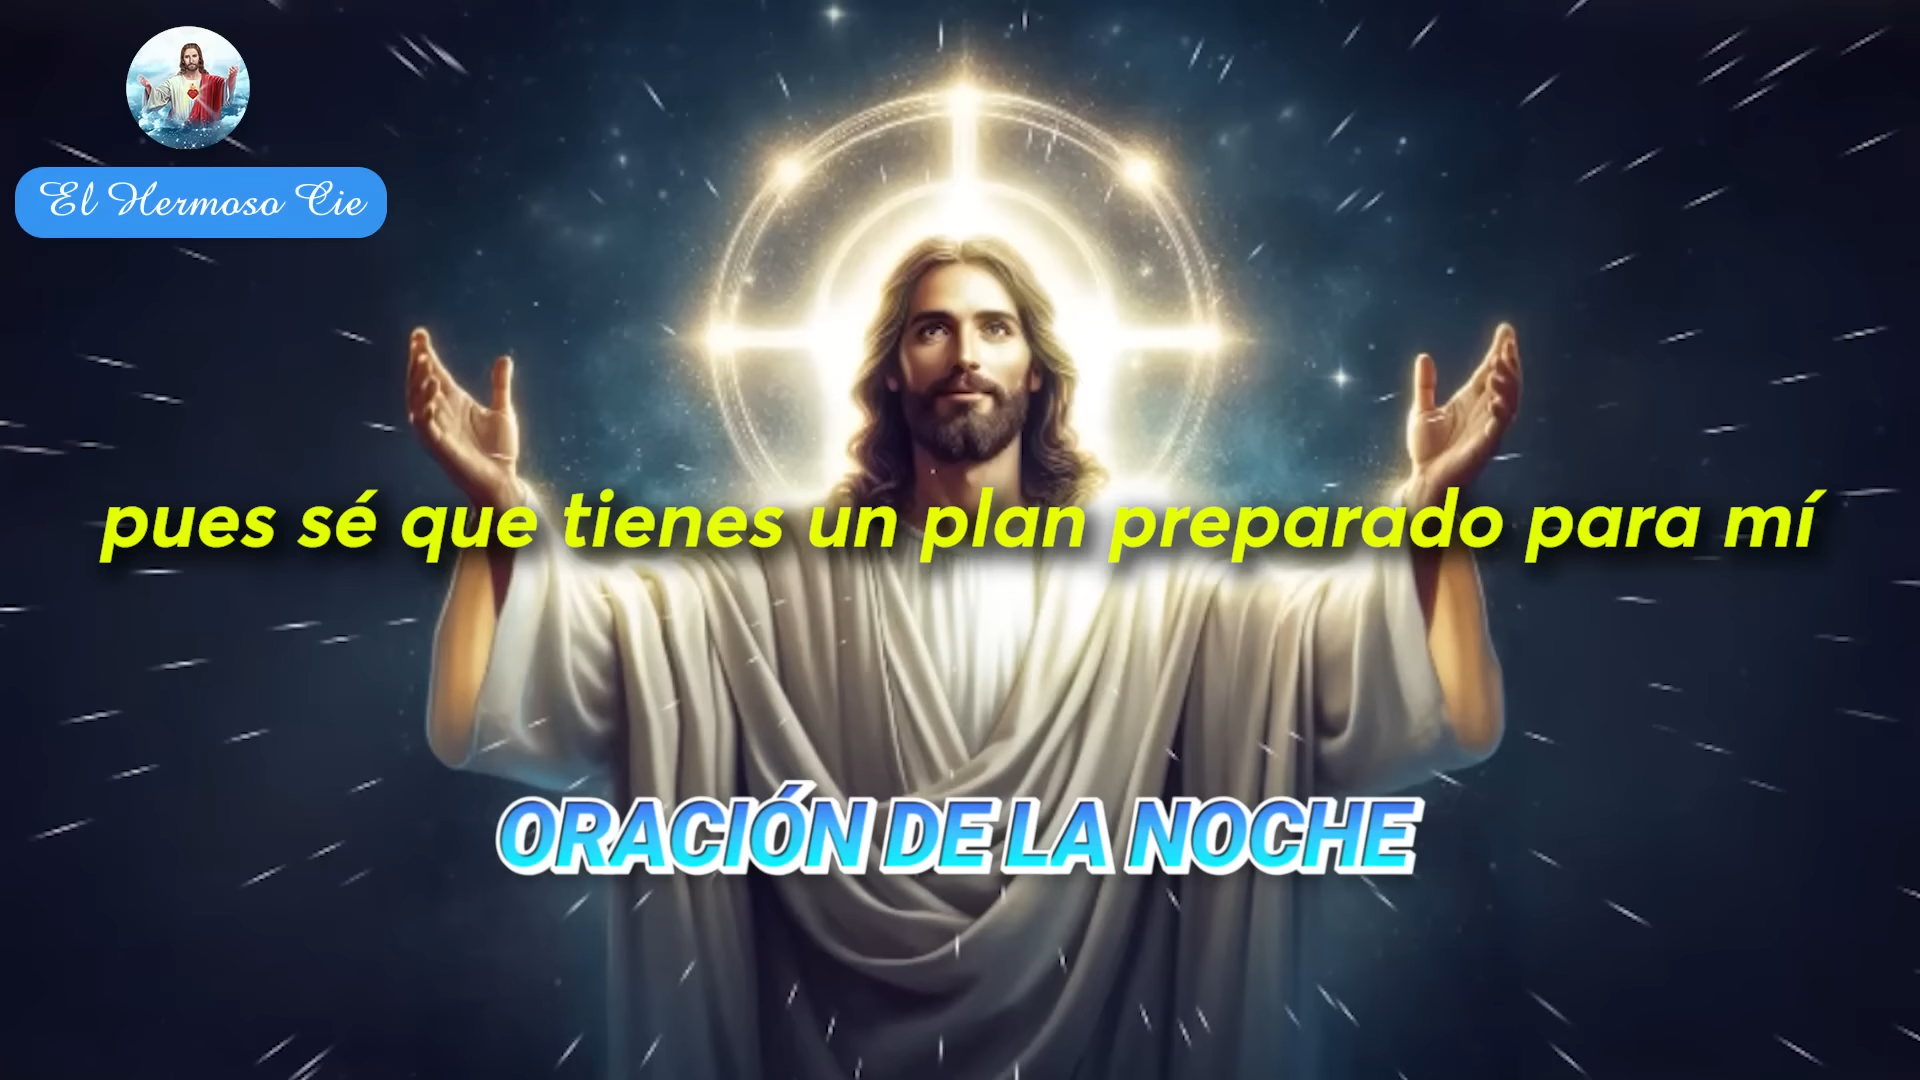 El Hermoso Cie
pues sé que tienes un plan preparado para mí
ORACIÓN DE LA NOCHE